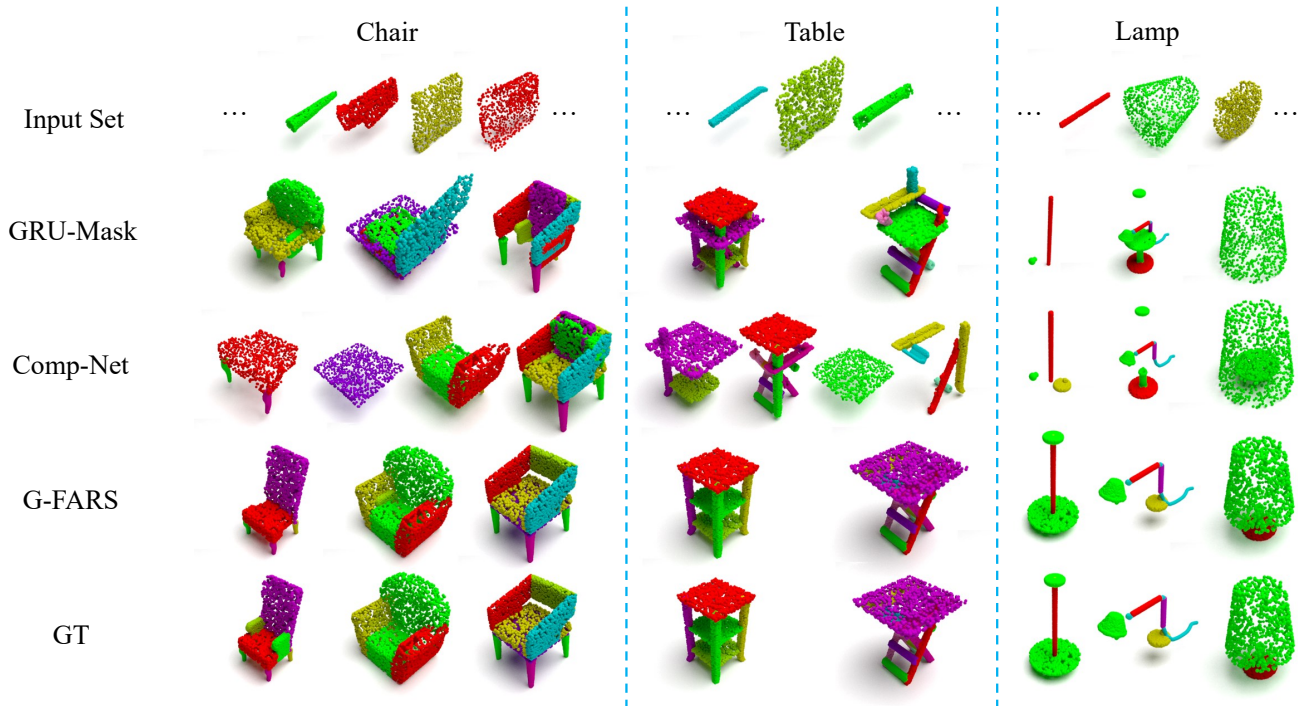 Chair Table Lamp
Input Set ... ... ... ... ... ...
GRU-Mask
Comp-Net
G-FARS
GT